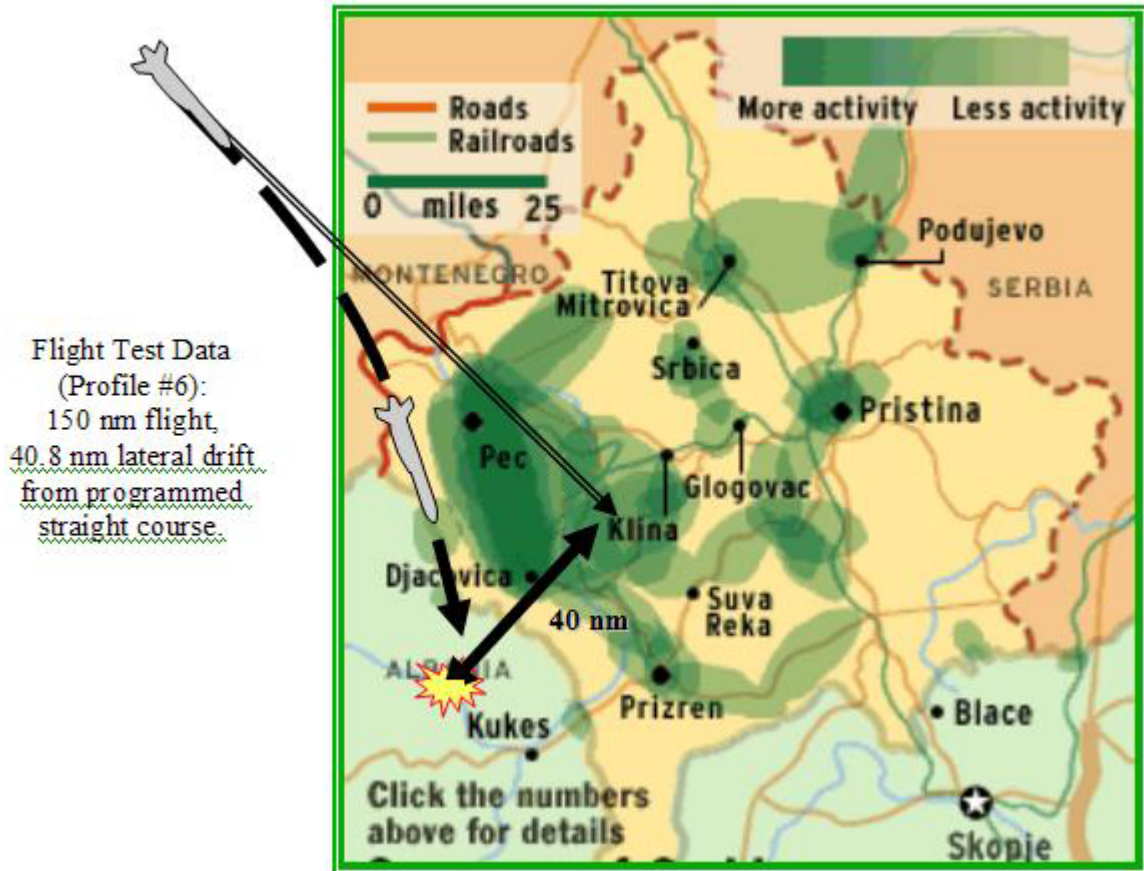 Flight Test Data
(Profile #6):
150 nm flight,
40.8 nm lateral drift
from programmed
straight course.
More activity Less activity
Roads
Railroads
0 miles 25
MONTENEGRO
Podujevo
Titova
Mitrovica
SERBIA
Srbica
Pristina
Pec
Glogovac
Klina
Djacovica
Suva
Reka
40 nm
ALBANIA
Prizren
Blace
Kukes
Click the numbers
above for details
Skopje